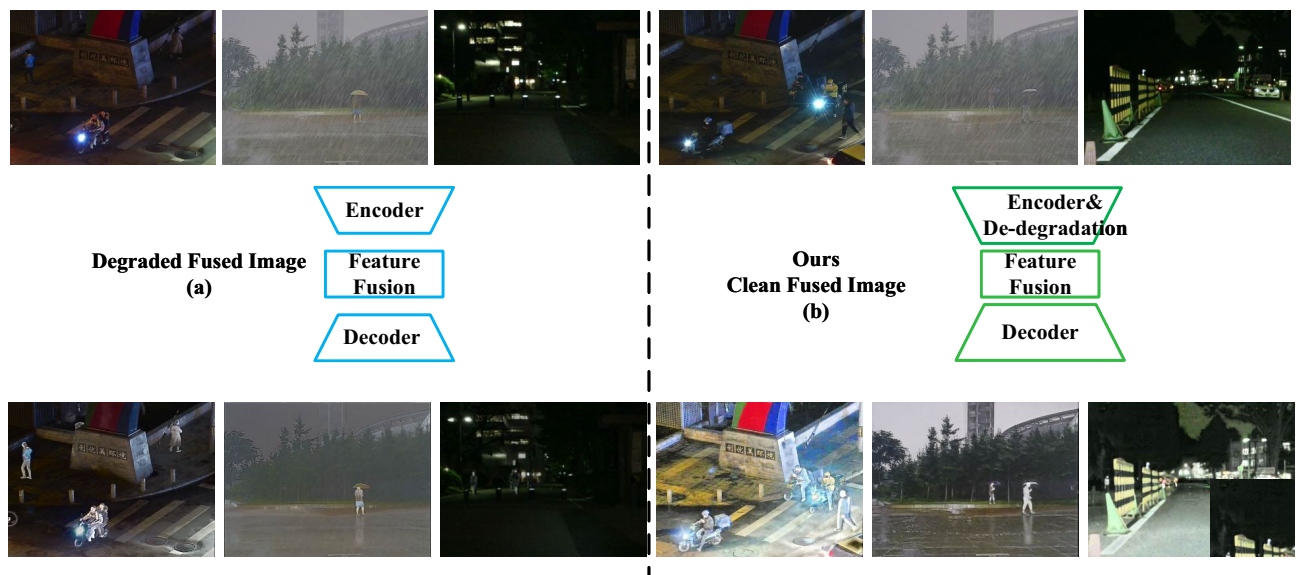 Encoder
Degraded Fused Image
(a)
Feature
Fusion
Decoder
Encoder&
De-degradation
Ours
Clean Fused Image
(b)
Feature
Fusion
Decoder